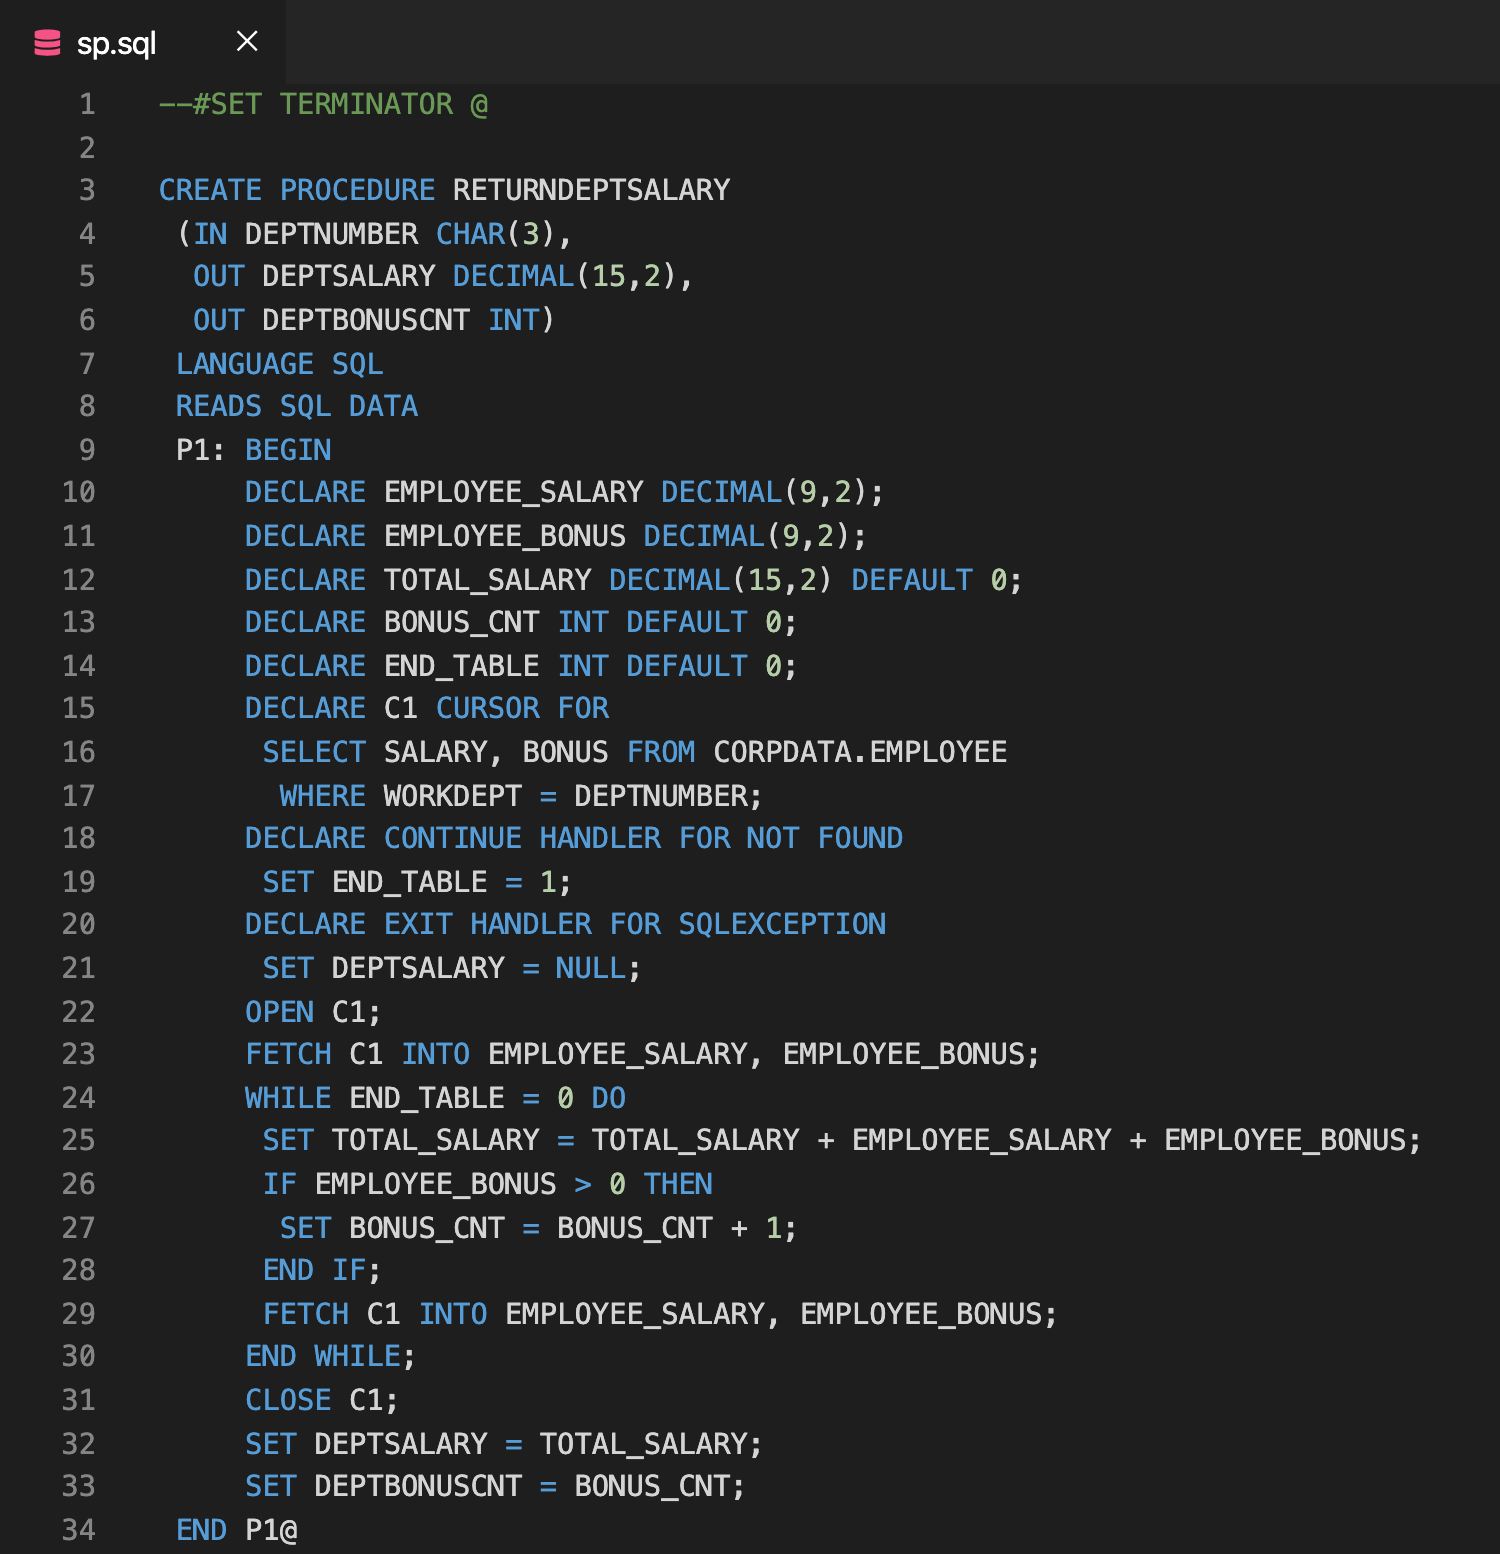 sp.sql
1 --#SET TERMINATOR @
2
3 CREATE PROCEDURE RETURNDEPTSALARY
4 (IN DEPTNUMBER CHAR(3),
5 OUT DEPTSALARY DECIMAL(15,2),
6 OUT DEPTBONUSCNT INT)
7 LANGUAGE SQL
8 READS SQL DATA
9 P1: BEGIN
10 DECLARE EMPLOYEE_SALARY DECIMAL(9,2);
11 DECLARE EMPLOYEE_BONUS DECIMAL(9,2);
12 DECLARE TOTAL_SALARY DECIMAL(15,2) DEFAULT 0;
13 DECLARE BONUS_CNT INT DEFAULT 0;
14 DECLARE END_TABLE INT DEFAULT 0;
15 DECLARE C1 CURSOR FOR
16 SELECT SALARY, BONUS FROM CORPDATA.EMPLOYEE
17 WHERE WORKDEPT = DEPTNUMBER;
18 DECLARE CONTINUE HANDLER FOR NOT FOUND
19 SET END_TABLE = 1;
20 DECLARE EXIT HANDLER FOR SQLEXCEPTION
21 SET DEPTSALARY = NULL;
22 OPEN C1;
23 FETCH C1 INTO EMPLOYEE_SALARY, EMPLOYEE_BONUS;
24 WHILE END_TABLE = 0 DO
25 SET TOTAL_SALARY = TOTAL_SALARY + EMPLOYEE_SALARY + EMPLOYEE_BONUS;
26 IF EMPLOYEE_BONUS > 0 THEN
27 SET BONUS_CNT = BONUS_CNT + 1;
28 END IF;
29 FETCH C1 INTO EMPLOYEE_SALARY, EMPLOYEE_BONUS;
30 END WHILE;
31 CLOSE C1;
32 SET DEPTSALARY = TOTAL_SALARY;
33 SET DEPTBONUSCNT = BONUS_CNT;
34 END P1@